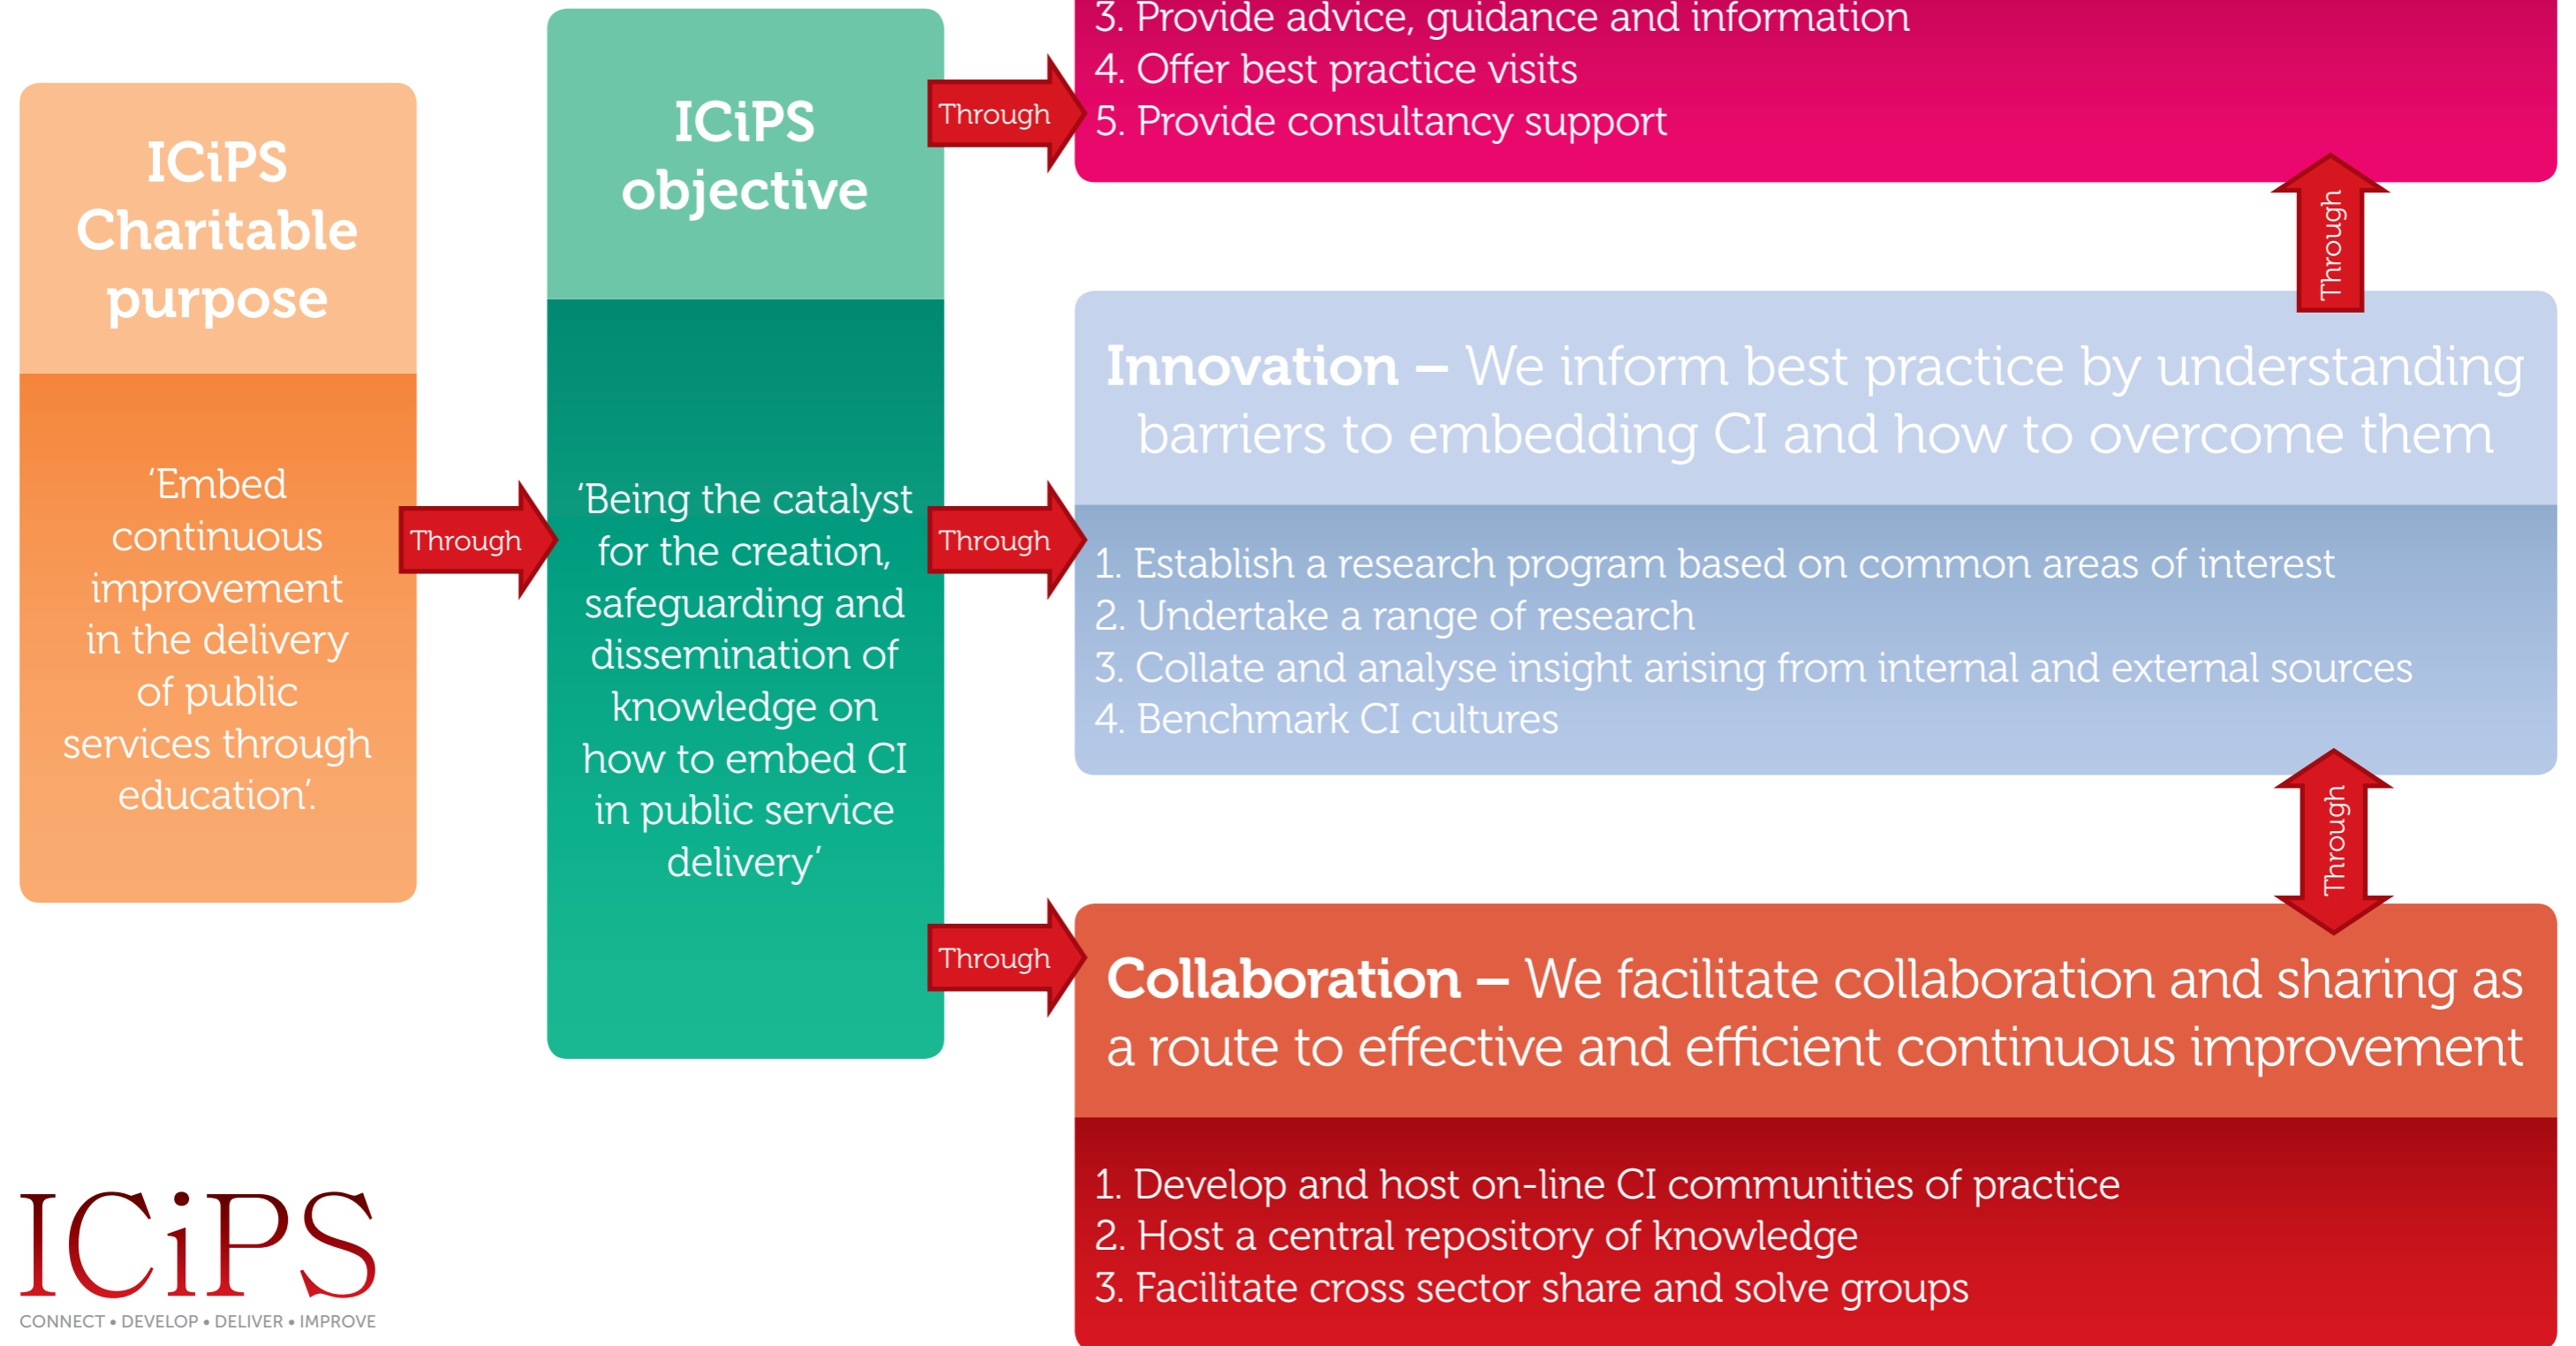 ICiPS
Charitable
purpose
‘Embed
continuous
improvement
in the delivery
of public
services through
education’.
Through
ICiPS
objective
‘Being the catalyst
for the creation,
safeguarding and
dissemination of
knowledge on
how to embed CI
in public service
delivery’
Through
3. Provide advice, guidance and information
4. Offer best practice visits
5. Provide consultancy support
Through
Through
Innovation – We inform best practice by understanding
barriers to embedding CI and how to overcome them
1. Establish a research program based on common areas of interest
2. Undertake a range of research
3. Collate and analyse insight arising from internal and external sources
4. Benchmark CI cultures
Through
Through
Collaboration – We facilitate collaboration and sharing as
a route to effective and efficient continuous improvement
1. Develop and host on-line CI communities of practice
2. Host a central repository of knowledge
3. Facilitate cross sector share and solve groups
ICiPS
CONNECT • DEVELOP • DELIVER • IMPROVE